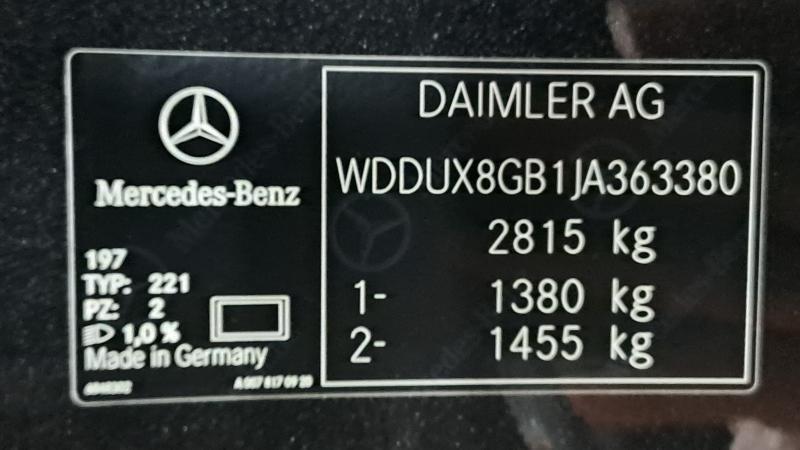 Mercedes-Benz
197
TYP: 221
PZ: 2
1,0 %
Made in Germany
DAIMLER AG
WDDUX8GB1JA363380
2815 kg
1- 1380 kg
2- 1455 kg